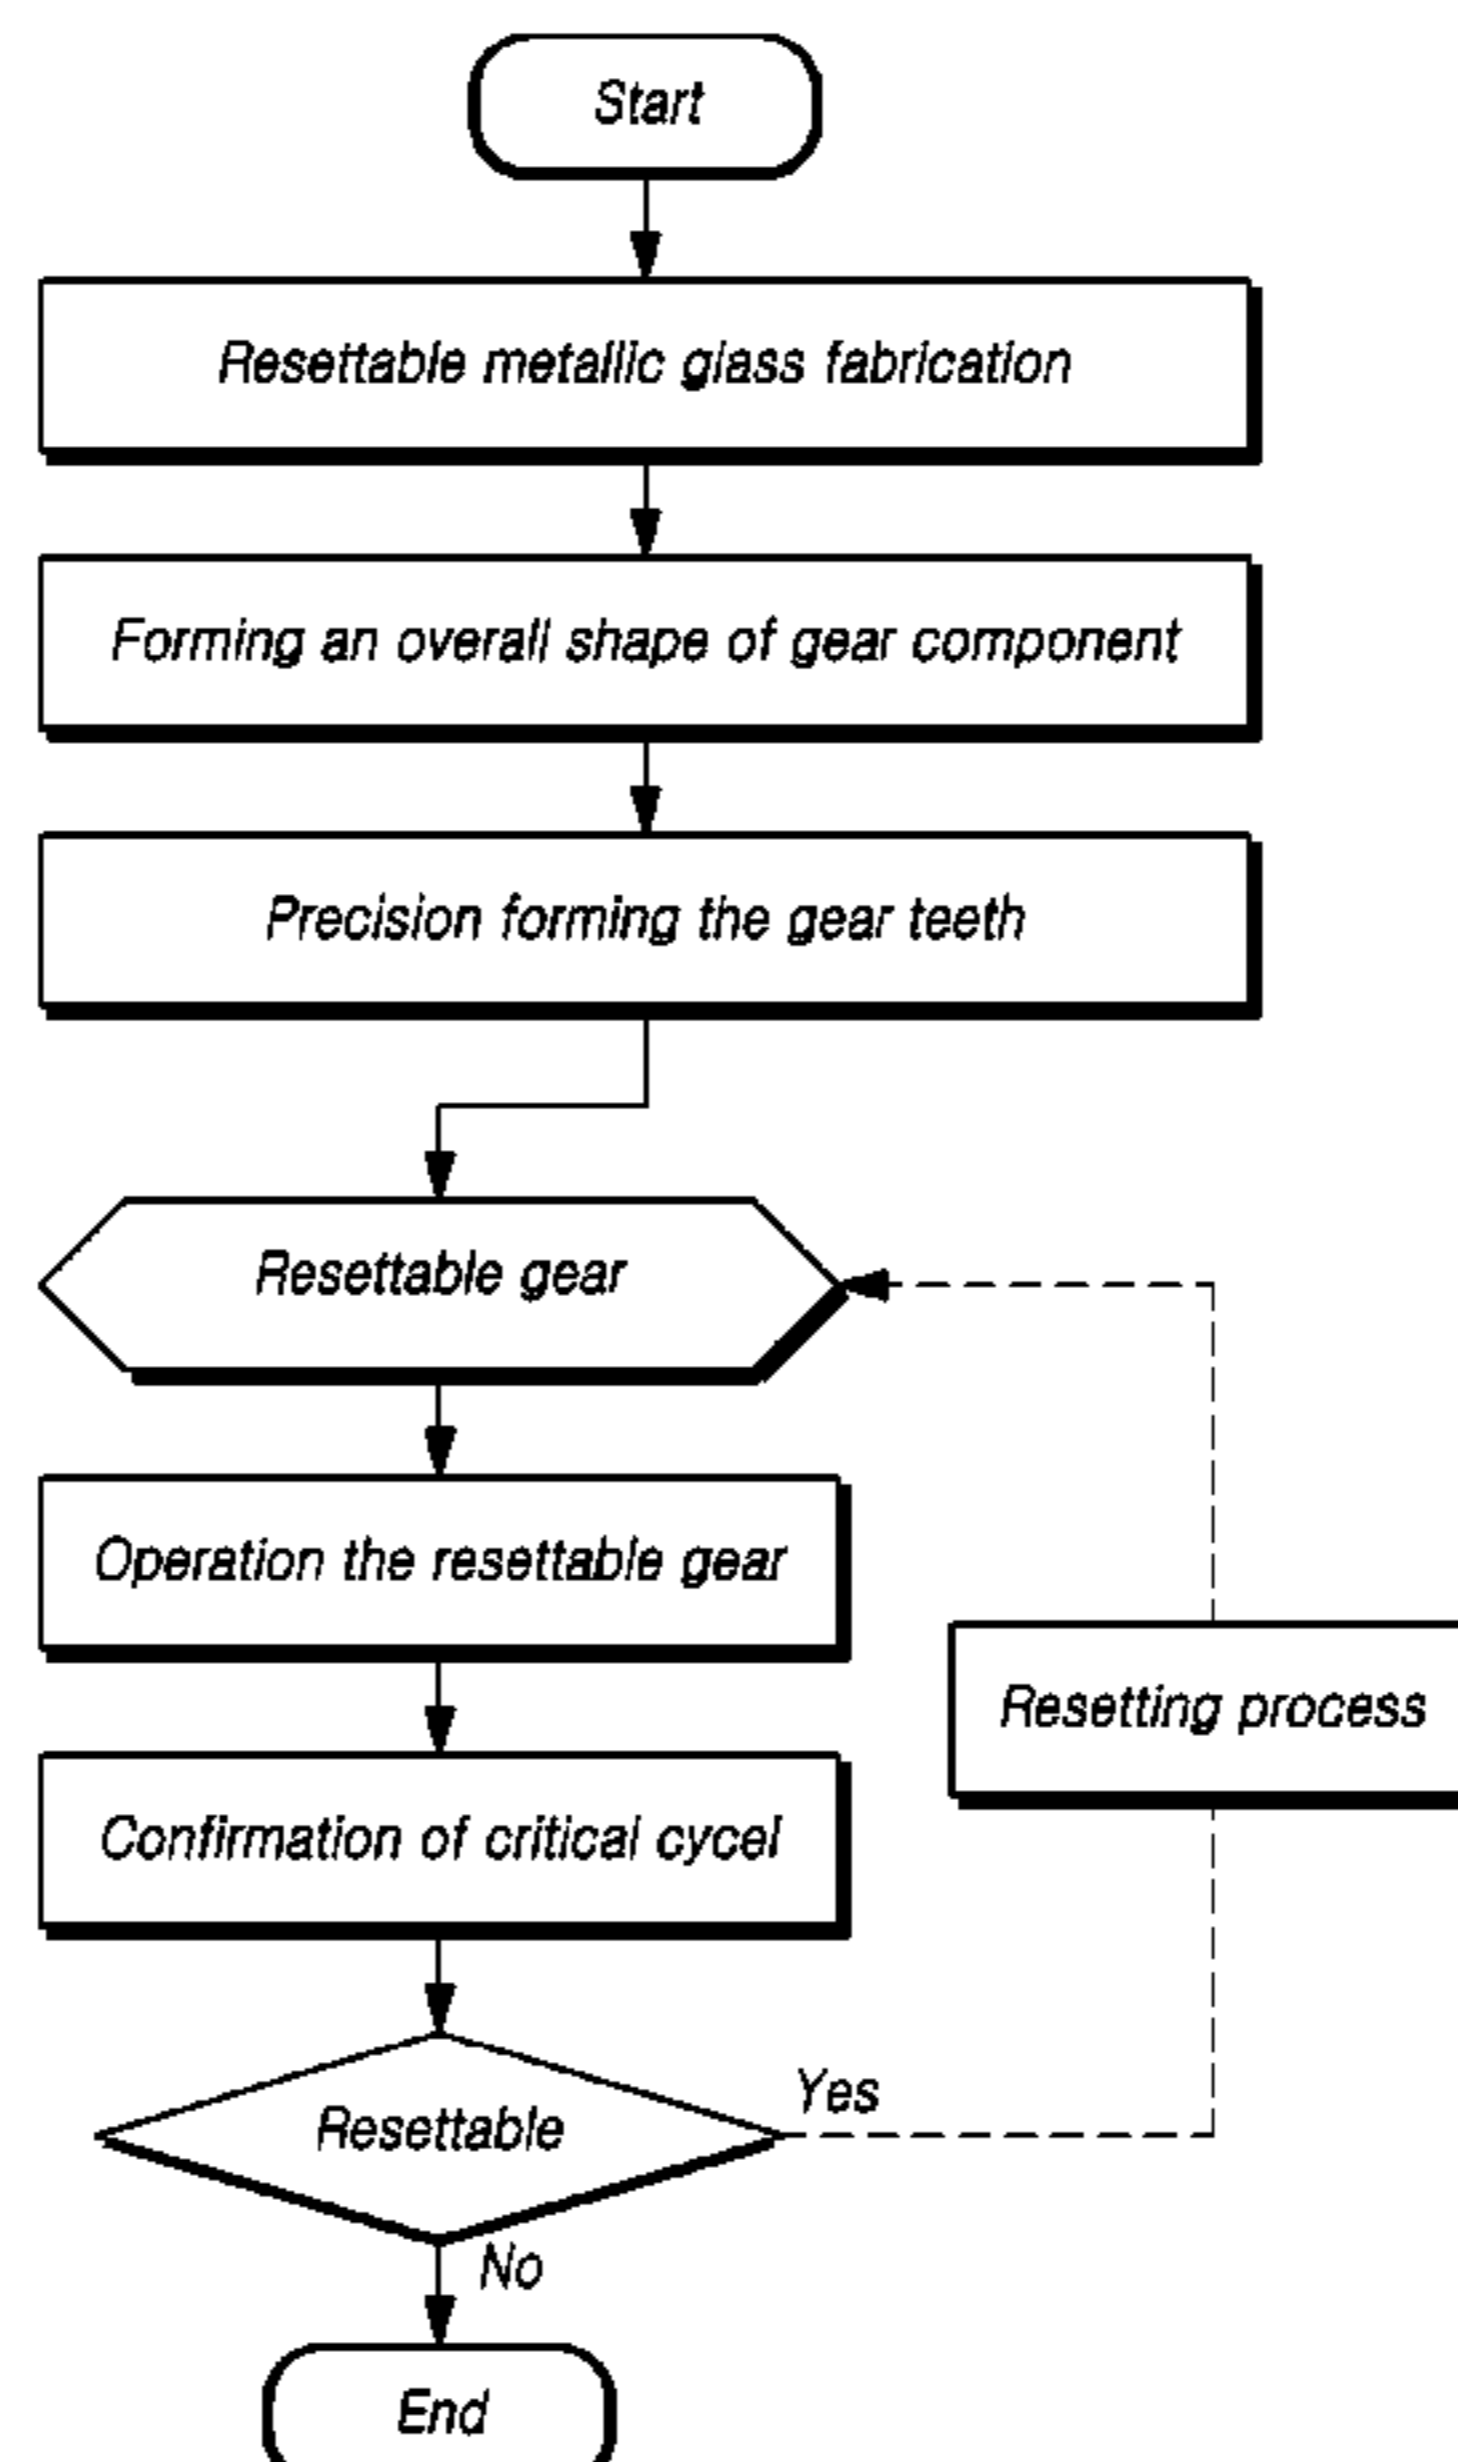 Start
Resettable metallic glass fabrication
Forming an overall shape of gear component
Precision forming the gear teeth
Resettable gear
Operation the resettable gear
Resetting process
Confirmation of critical cycel
Yes
Resettable
No
End